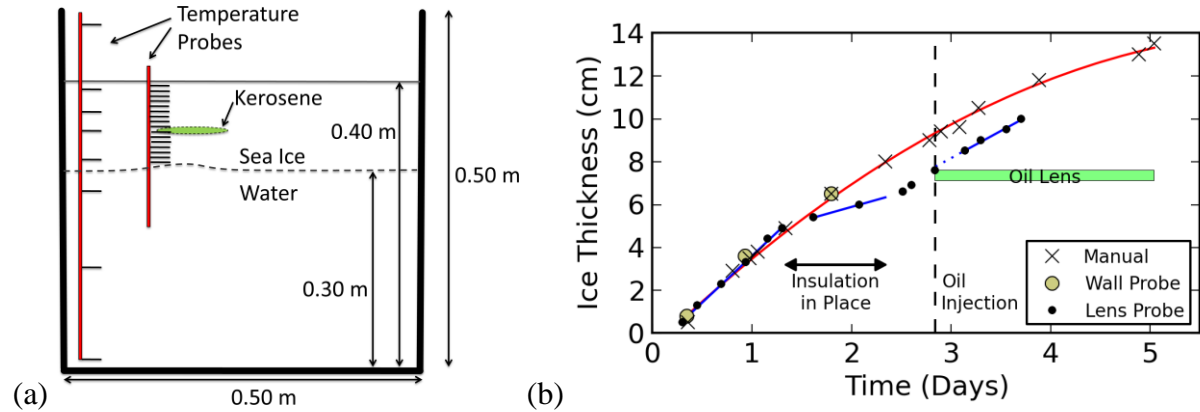 Temperature
Probes
Kerosene
0.40 m
Sea Ice
Water
0.50 m
0.30 m
(a)
0.50 m
(b)
Ice Thickness (cm)
14
12
10
8
6
4
2
0
Oil Lens
Insulation
in Place
Oil
Injection
Manual
Wall Probe
Lens Probe
0 1 2 3 4 5
Time (Days)